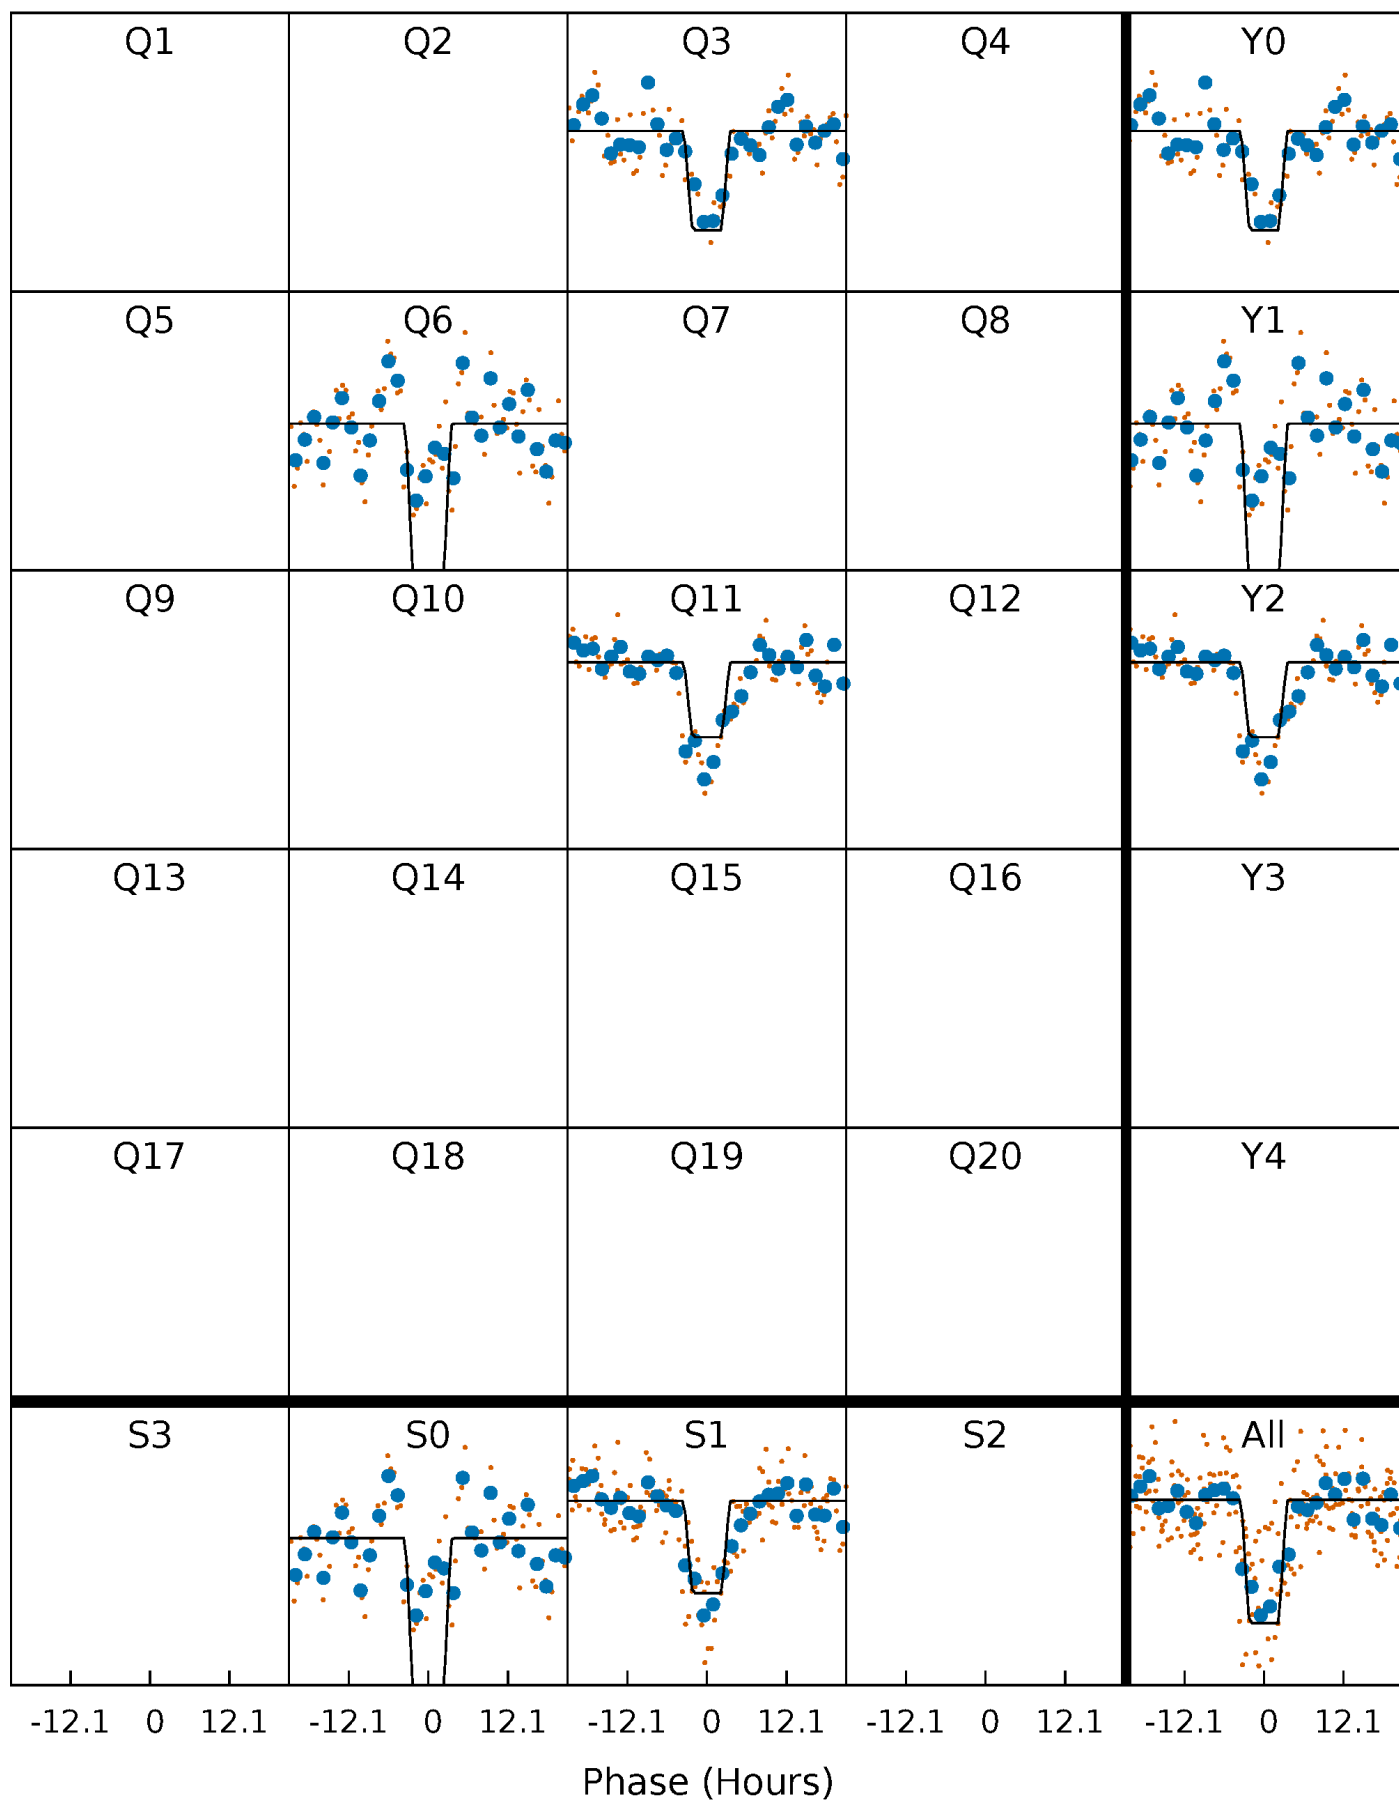 Q1 Q2 Q3 Q4 Y0
Q5 Q6 Q7 Q8 Y1
Q9 Q10 Q11 Q12 Y2
Q13 Q14 Q15 Q16 Y3
Q17 Q18 Q19 Q20 Y4
S3 S0 S1 S2 All
-12.1 0 12.1 -12.1 0 12.1 -12.1 0 12.1 -12.1 0 12.1 -12.1 0 12.1
Phase (Hours)